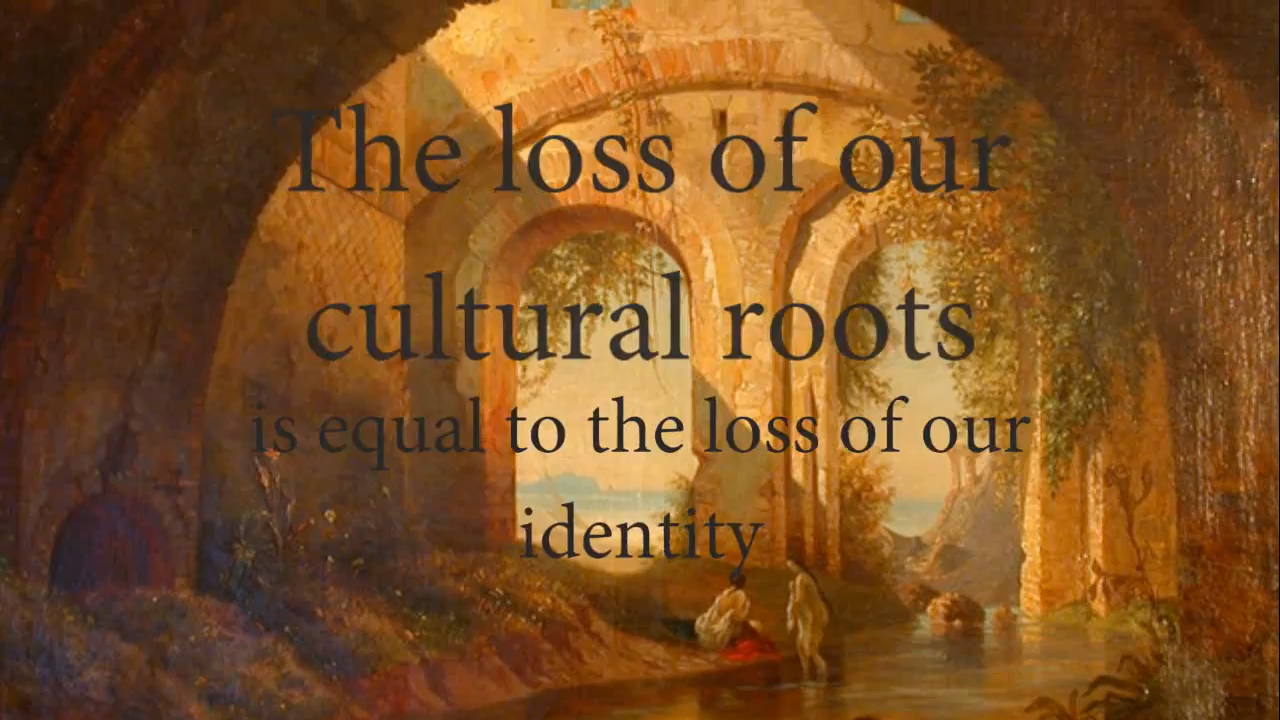 The loss of our
cultural roots
is equal to the loss of our
identity